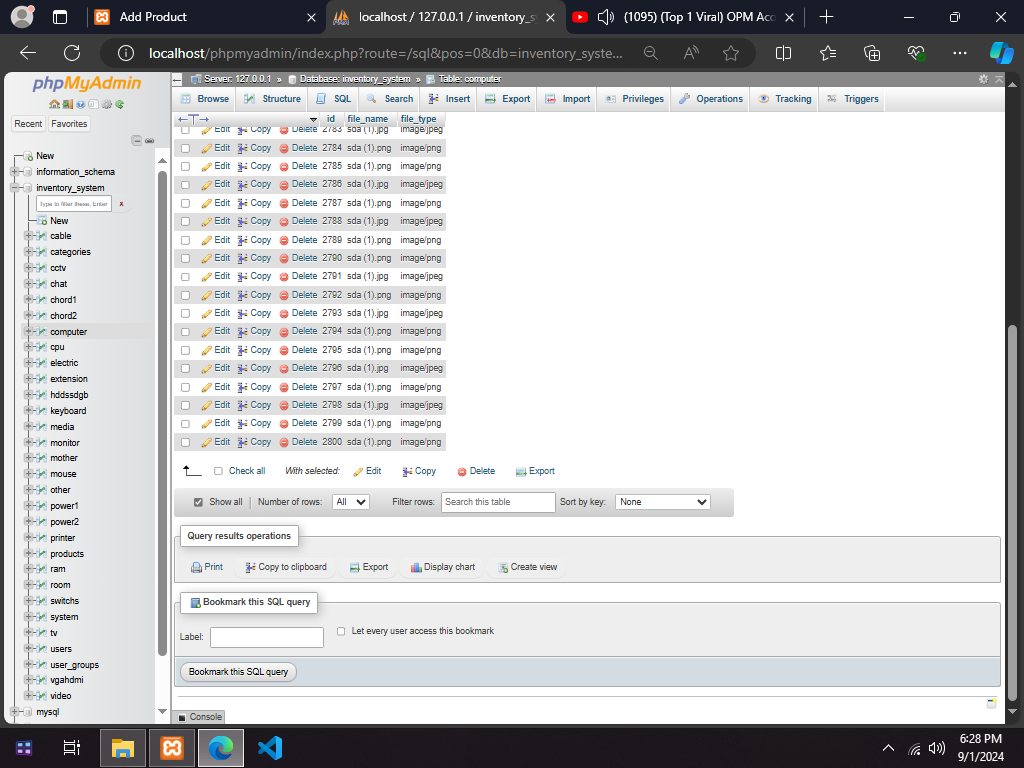 Add Product
localhost / 127.0.0.1 / inventory_s
(1095) (Top 1 Viral) OPM Aco
localhost/phpmyadmin/index.php?route=/sql&pos=0&db=inventory_syste...
phpMyAdmin
Recent Favorites
New
information_schema
inventory_system
Type to filter these, Enter x
New
cable
categories
cctv
chat
chord1
chord2
computer
cpu
electric
extension
hddssdgb
keyboard
media
monitor
mother
mouse
other
power1
power2
printer
products
ram
room
switchs
system
tv
users
user_groups
vgahdmi
video
mysql
Server: 127.0.0.1 » Database: inventory_system » Table: computer
Browse Structure SQL Search Insert Export Import Privileges Operations Tracking Triggers
id file_name file_type
Edit Copy Delete 2783 sda (1).jpg image/jpeg
Edit Copy Delete 2784 sda (1).png image/png
Edit Copy Delete 2785 sda (1).png image/png
Edit Copy Delete 2786 sda (1).jpg image/jpeg
Edit Copy Delete 2787 sda (1).png image/png
Edit Copy Delete 2788 sda (1).jpg image/jpeg
Edit Copy Delete 2789 sda (1).png image/png
Edit Copy Delete 2790 sda (1).png image/png
Edit Copy Delete 2791 sda (1).jpg image/jpeg
Edit Copy Delete 2792 sda (1).png image/png
Edit Copy Delete 2793 sda (1).jpg image/jpeg
Edit Copy Delete 2794 sda (1).png image/png
Edit Copy Delete 2795 sda (1).png image/png
Edit Copy Delete 2796 sda (1).jpg image/jpeg
Edit Copy Delete 2797 sda (1).png image/png
Edit Copy Delete 2798 sda (1).jpg image/jpeg
Edit Copy Delete 2799 sda (1).png image/png
Edit Copy Delete 2800 sda (1).png image/png
Check all With selected: Edit Copy Delete Export
Show all Number of rows: All Filter rows: Search this table Sort by key: None
Query results operations
Print Copy to clipboard Export Display chart Create view
Bookmark this SQL query
Label: Let every user access this bookmark
Bookmark this SQL query
Console
6:28 PM
9/1/2024